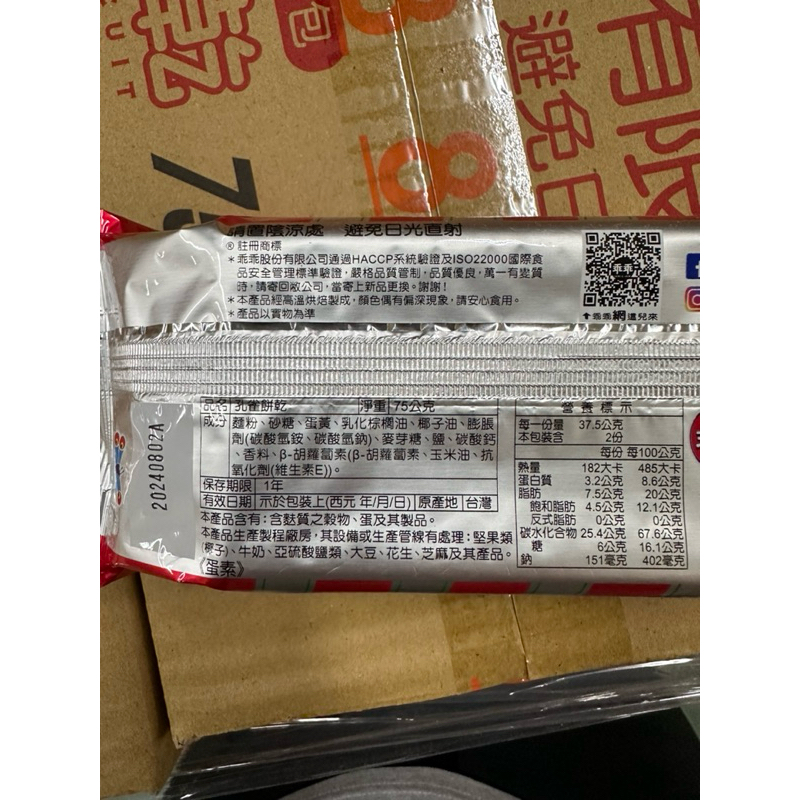 乾
包
UIT
8
8
避免日
有限
75
請置陰涼處　避免日光直射
®註冊商標
*乖乖股份有限公司通過HACCP系統驗證及ISO22000國際食
品安全管理標準驗證，嚴格品質管制，品質優良，萬一有變質
時，請寄回敝公司，當寄上新品更換。謝謝!
*本產品經高溫烘焙製成，顏色偶有偏深現象，請安心食用。
*產品以實物為準
乖乖
⬆乖乖網這兒來
20240802A
品名 孔雀餅乾 淨重 75公克
成分 麵粉、砂糖、蛋黃、乳化棕櫚油、椰子油、膨脹
劑(碳酸氫銨、碳酸氫鈉)、麥芽糖、鹽、碳酸鈣
、香料、β-胡蘿蔔素(β-胡蘿蔔素、玉米油、抗
氧化劑(維生素E))。
保存期限 1年
有效日期 示於包裝上(西元 年/月/日) 原產地 台灣
本產品含有:含麩質之穀物、蛋及其製品。
本產品生產製程廠房，其設備或生產管線有處理:堅果類
(椰子)、牛奶、亞硫酸鹽類、大豆、花生、芝麻及其產品。
《蛋素》
營養標示
每一份量 37.5公克
本包裝含 2份
每份 每100公克
熱量 182大卡 485大卡
蛋白質 3.2公克 8.6公克
脂肪 7.5公克 20公克
飽和脂肪 4.5公克 12.1公克
反式脂肪 0公克 0公克
碳水化合物 25.4公克 67.6公克
糖 6公克 16.1公克
鈉 151毫克 402毫克